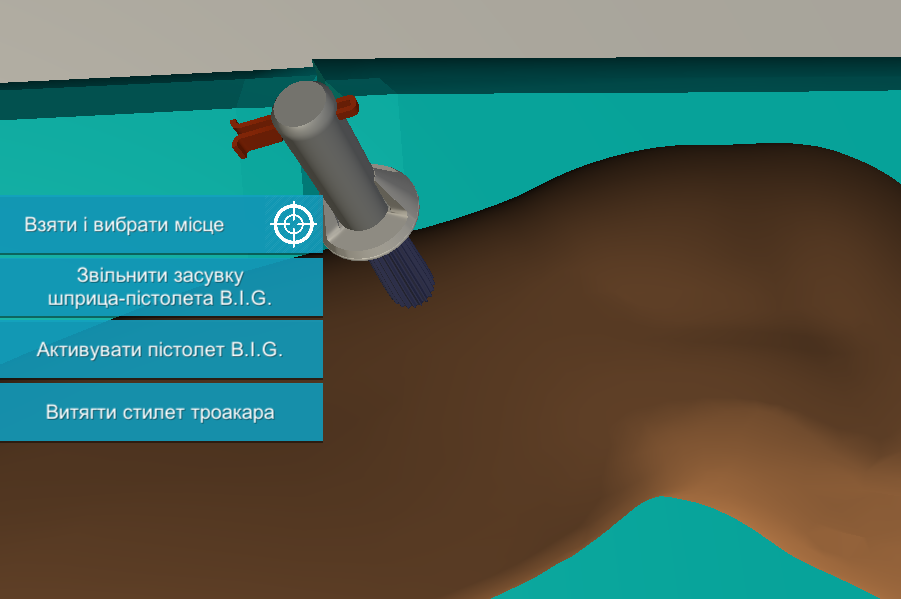 Взяти і вибрати місце
Звільнити засувку
шприца-пістолета B.I.G.
Активувати пістолет B.I.G.
Витягти стилет троакара